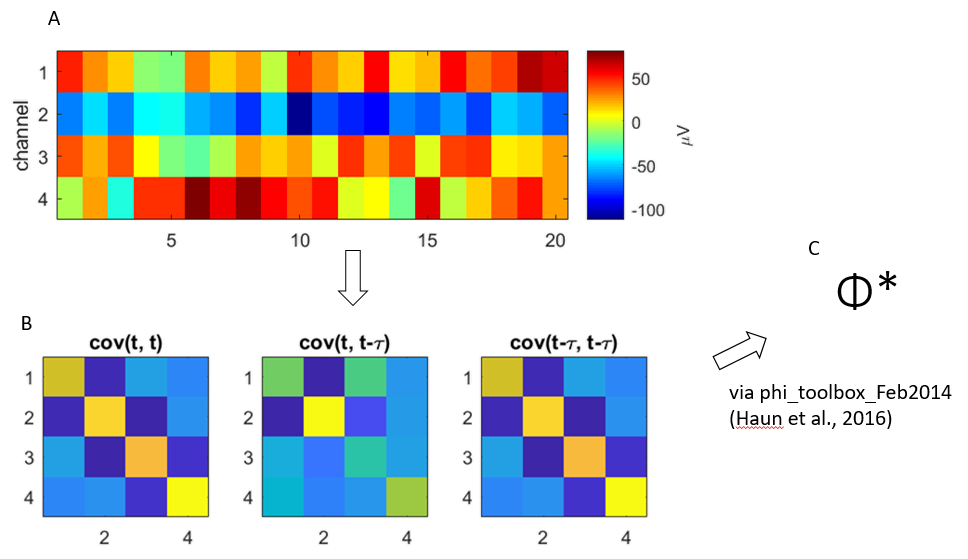 A
channel
1
2
3
4
5
10
15
20
50
0
-50
-100
μV
C
Φ*
B
cov(t, t)
cov(t, t-τ)
cov(t-τ, t-τ)
1
2
3
4
2
4
1
2
3
4
2
4
1
2
3
4
2
4
via phi_toolbox_Feb2014
(Haun et al., 2016)